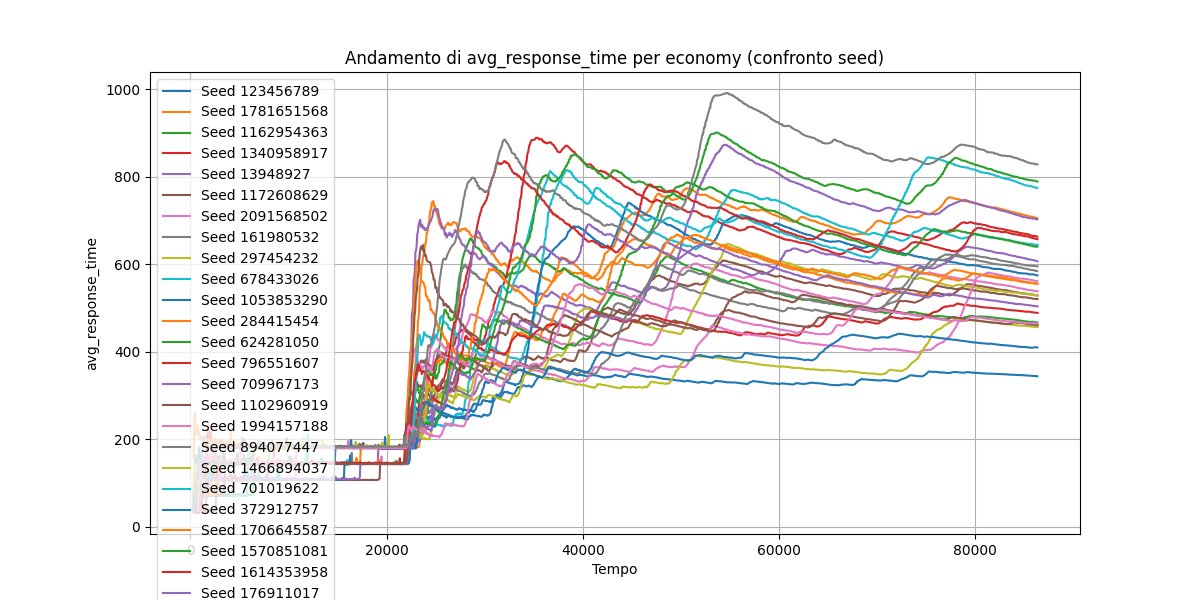 Andamento di avg_response_time per economy (confronto seed)
1000
800
600
400
200
0
avg_response_time
Seed 123456789
Seed 1781651568
Seed 1162954363
Seed 1340958917
Seed 13948927
Seed 1172608629
Seed 2091568502
Seed 161980532
Seed 297454232
Seed 678433026
Seed 1053853290
Seed 284415454
Seed 624281050
Seed 796551607
Seed 709967173
Seed 1102960919
Seed 1994157188
Seed 894077447
Seed 1466894037
Seed 701019622
Seed 372912757
Seed 1706645587
Seed 1570851081
Seed 1614353958
Seed 176911017
0
20000
40000
60000
80000
Tempo